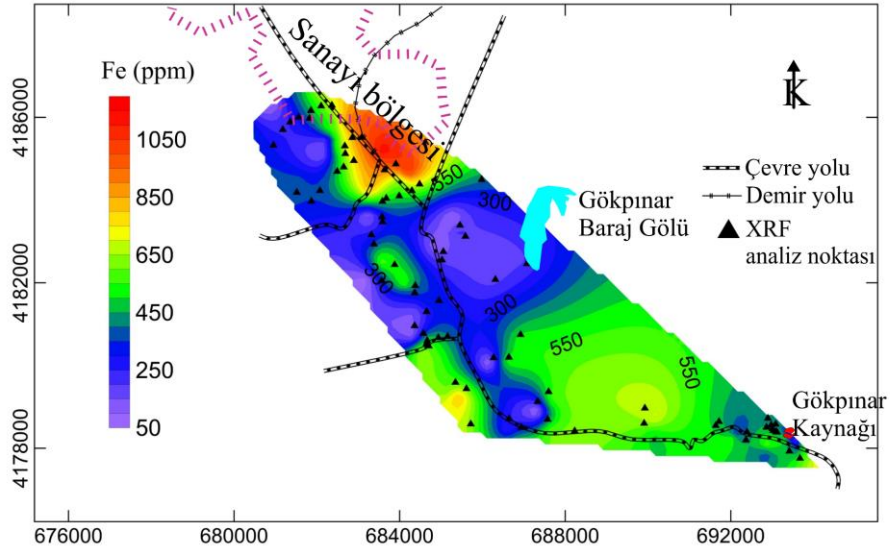 Fe (ppm)
1050
850
650
450
250
50
Sanayi bölgesi
K
Çevre yolu
Demir yolu
XRF
analiz noktası
Gökpınar
Baraj Gölü
Gökpınar
Kaynağı
550
300
300
300
550
550
4186000
4182000
4178000
676000
680000
684000
688000
692000